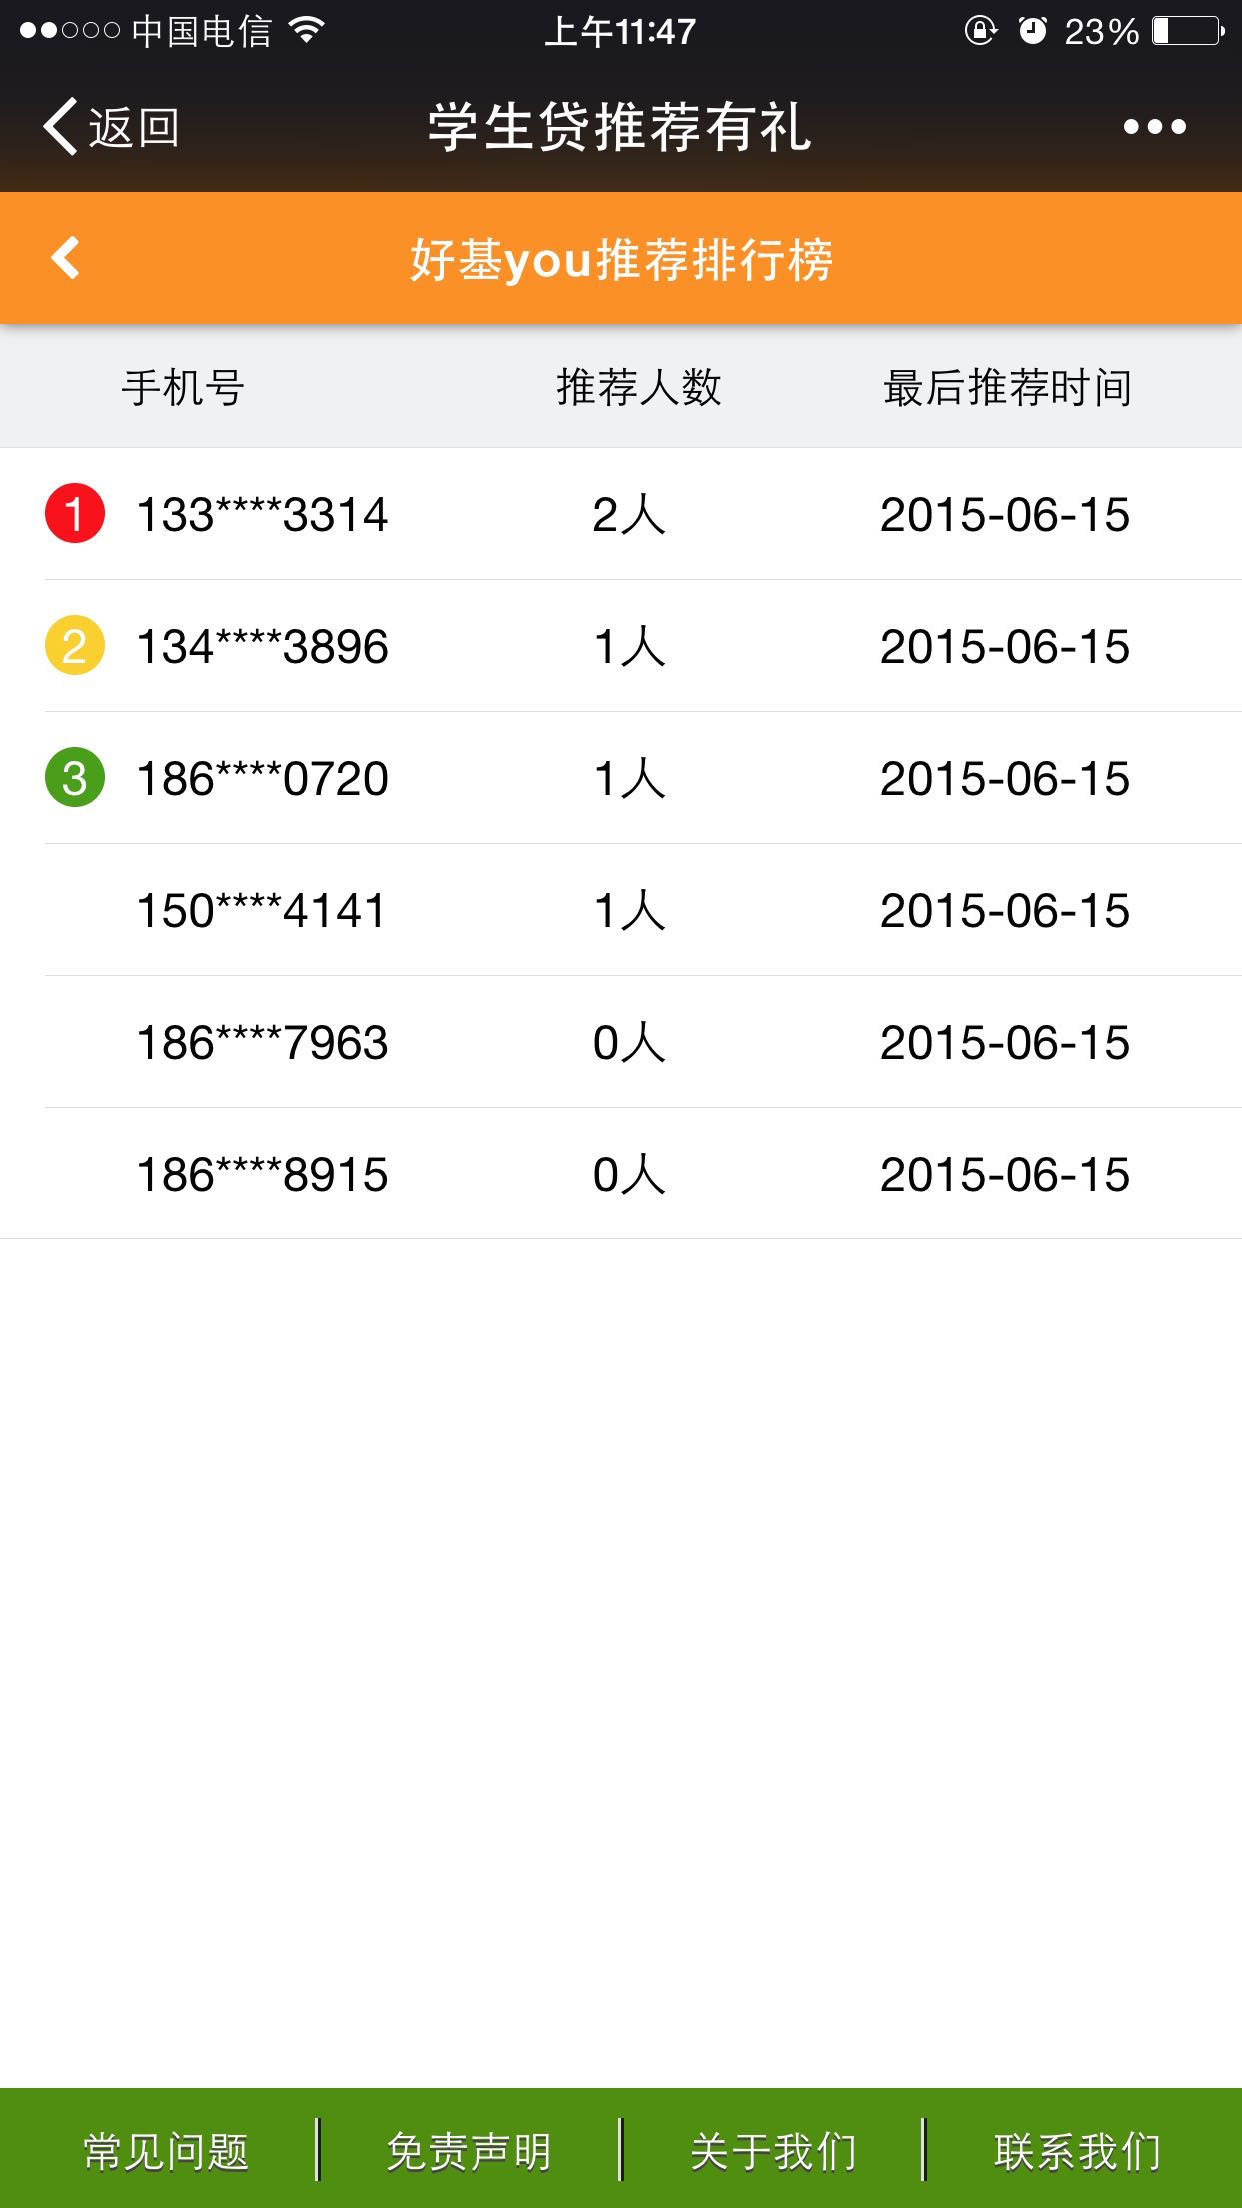 中国电信 上午11:47 23%
返回 学生贷推荐有礼
好基you推荐排行榜
手机号 推荐人数 最后推荐时间
1 133****3314 2人 2015-06-15
2 134****3896 1人 2015-06-15
3 186****0720 1人 2015-06-15
150****4141 1人 2015-06-15
186****7963 0人 2015-06-15
186****8915 0人 2015-06-15
常见问题 免责声明 关于我们 联系我们